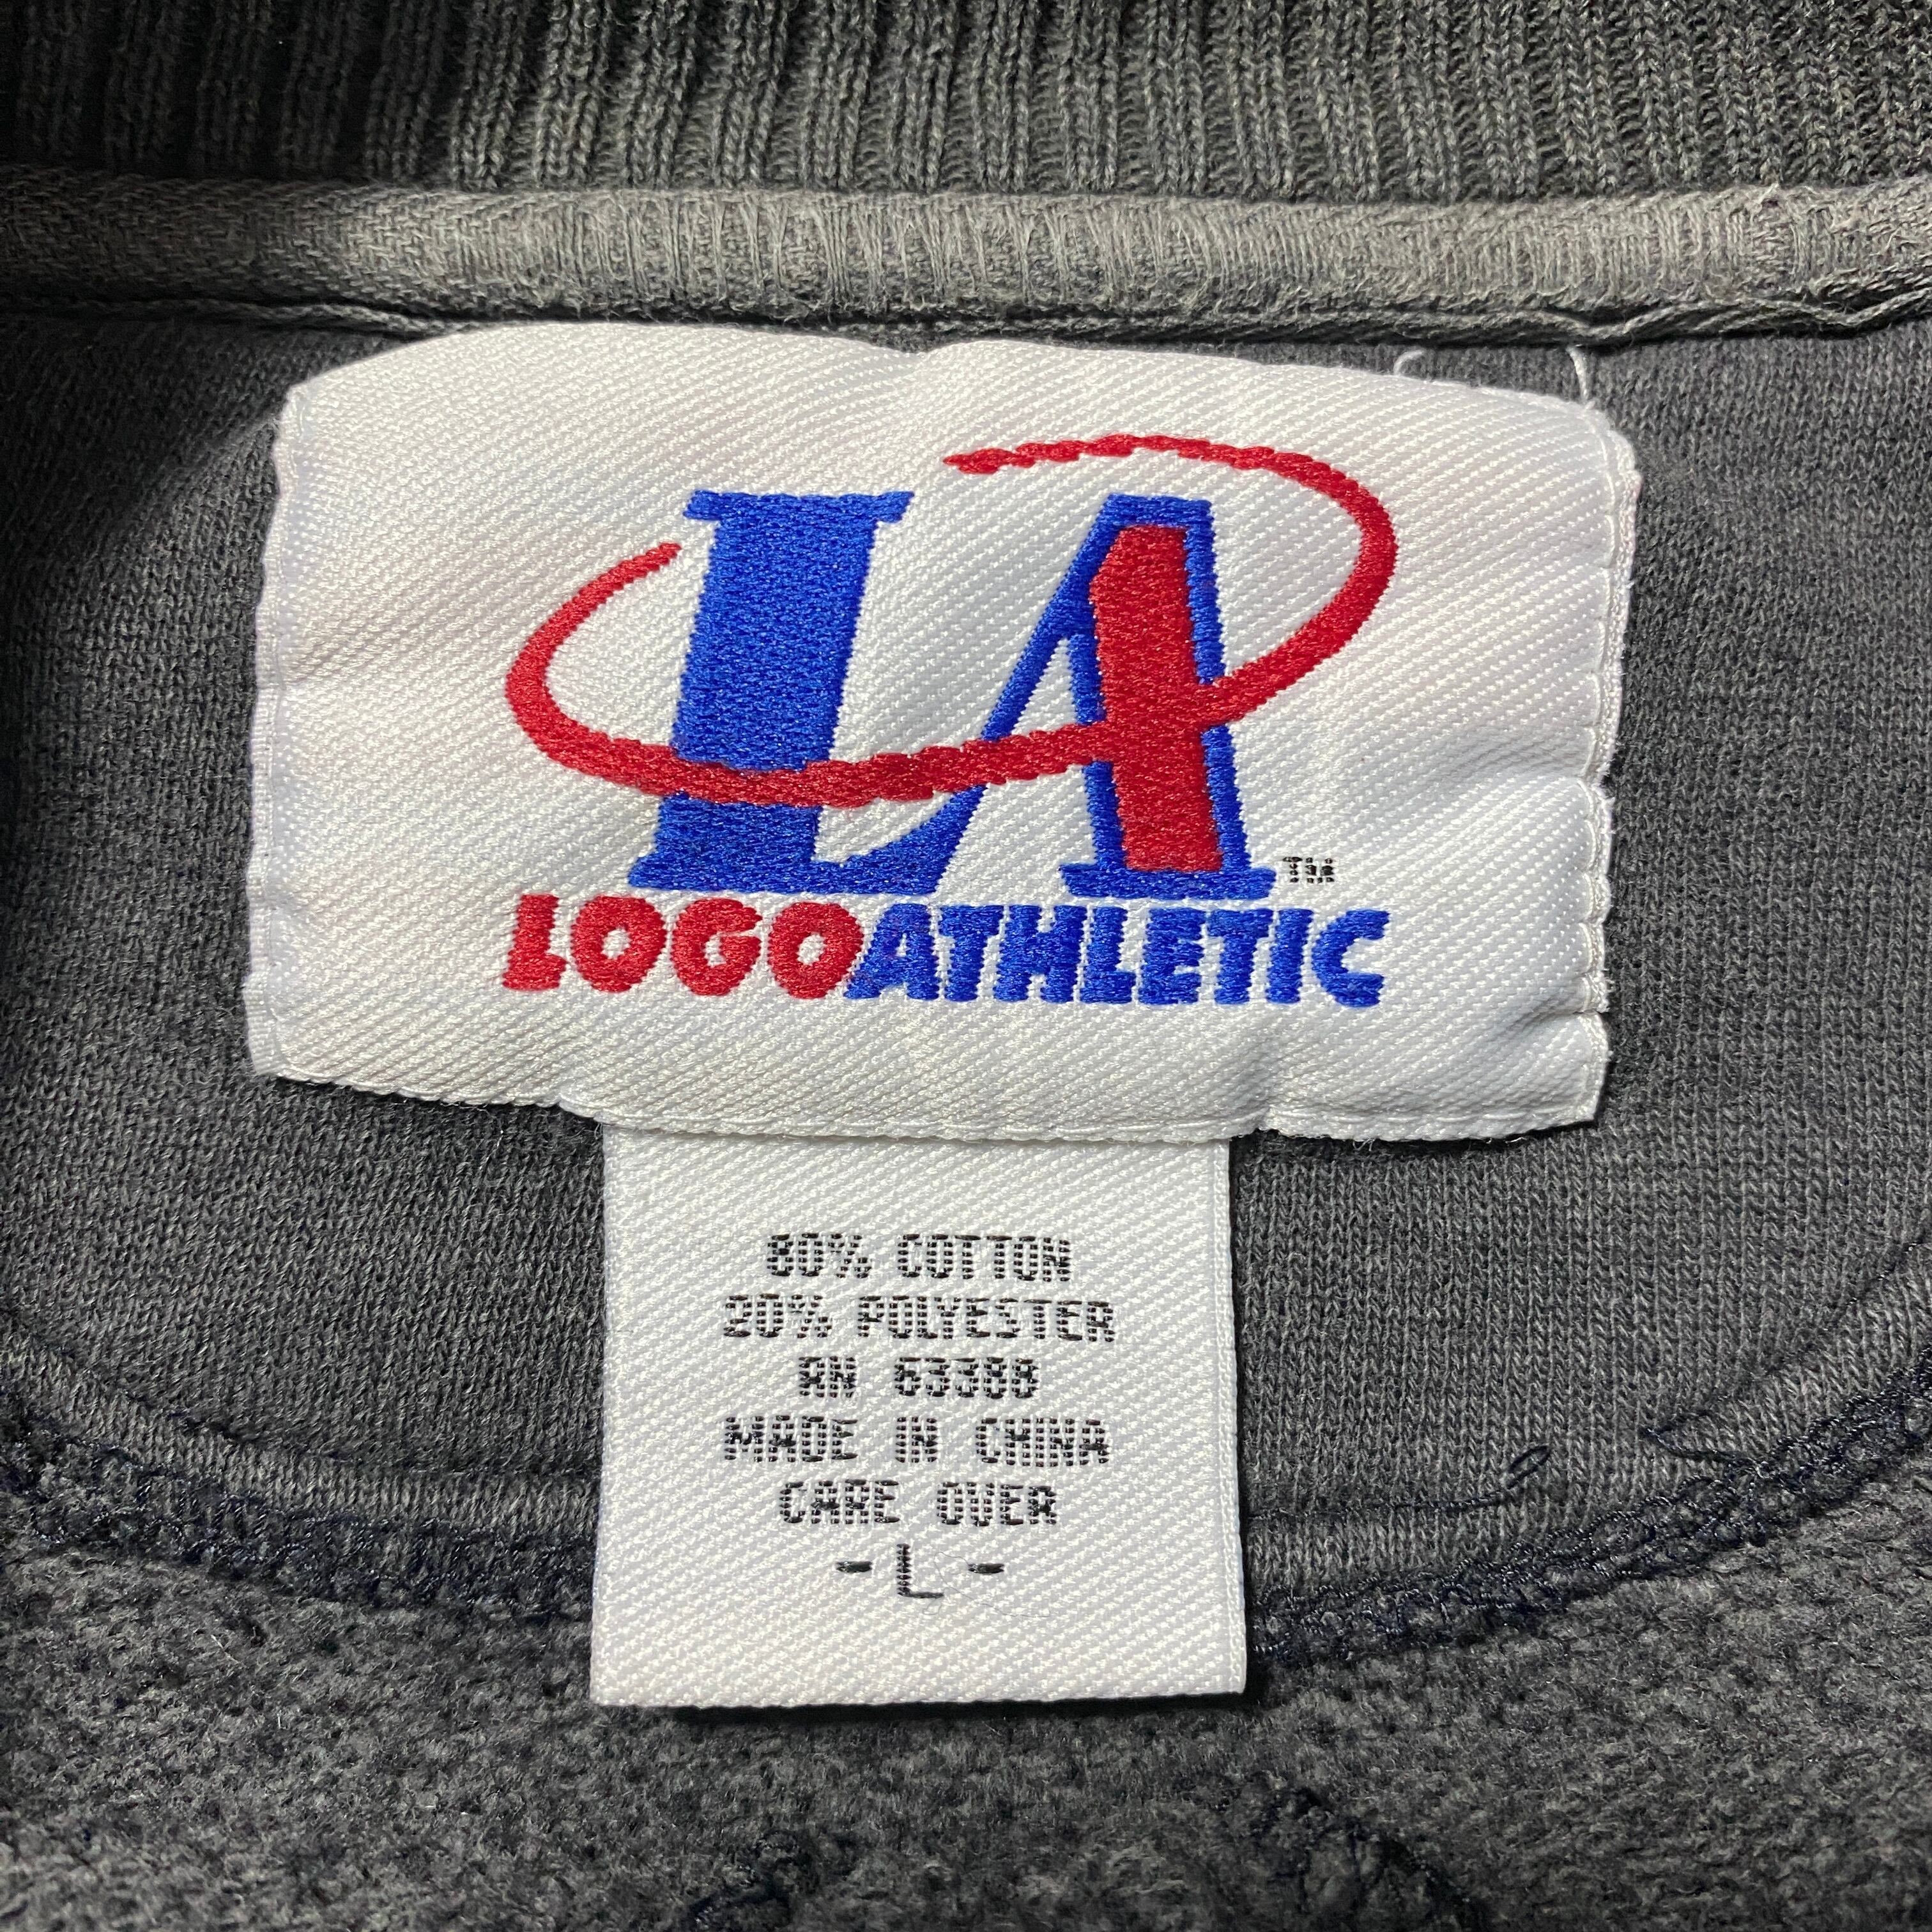 LA
TM
LOGOATHLETIC
80% COTTON
20% POLYESTER
RN 63388
MADE IN CHINA
CARE OVER
- L -